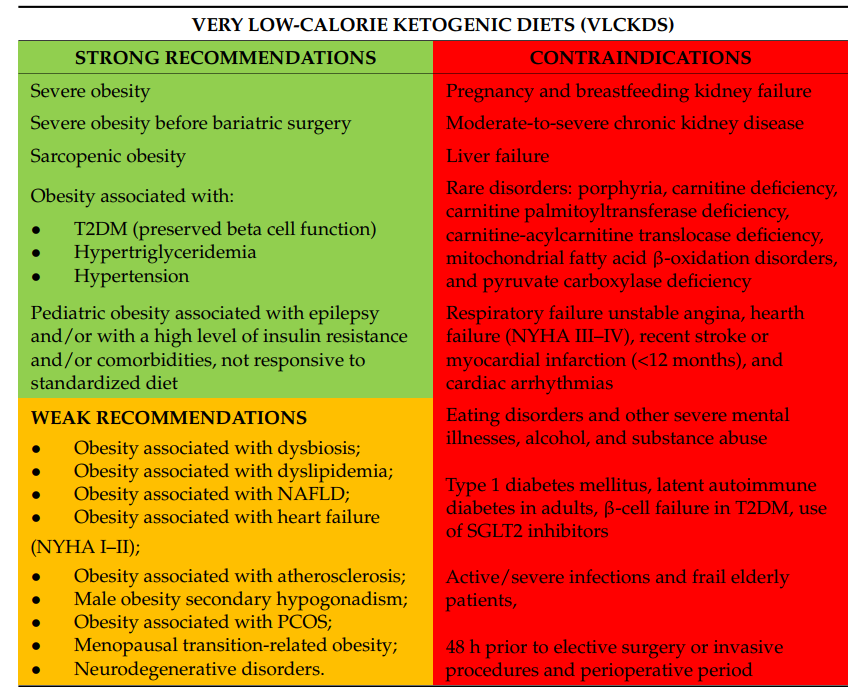 VERY LOW-CALORIE KETOGENIC DIETS (VLCKDS)
STRONG RECOMMENDATIONS
Severe obesity
Severe obesity before bariatric surgery
Sarcopenic obesity
Obesity associated with:
● T2DM (preserved beta cell function)
● Hypertriglyceridemia
● Hypertension
Pediatric obesity associated with epilepsy
and/or with a high level of insulin resistance
and/or comorbidities, not responsive to
standardized diet
WEAK RECOMMENDATIONS
● Obesity associated with dysbiosis;
● Obesity associated with dyslipidemia;
● Obesity associated with NAFLD;
● Obesity associated with heart failure
(NYHA I–II);
● Obesity associated with atherosclerosis;
● Male obesity secondary hypogonadism;
● Obesity associated with PCOS;
● Menopausal transition-related obesity;
● Neurodegenerative disorders.
CONTRAINDICATIONS
Pregnancy and breastfeeding kidney failure
Moderate-to-severe chronic kidney disease
Liver failure
Rare disorders: porphyria, carnitine deficiency,
carnitine palmitoyltransferase deficiency,
carnitine-acylcarnitine translocase deficiency,
mitochondrial fatty acid β-oxidation disorders,
and pyruvate carboxylase deficiency
Respiratory failure unstable angina, hearth
failure (NYHA III–IV), recent stroke or
myocardial infarction (<12 months), and
cardiac arrhythmias
Eating disorders and other severe mental
illnesses, alcohol, and substance abuse
Type 1 diabetes mellitus, latent autoimmune
diabetes in adults, β-cell failure in T2DM, use
of SGLT2 inhibitors
Active/severe infections and frail elderly
patients,
48 h prior to elective surgery or invasive
procedures and perioperative period